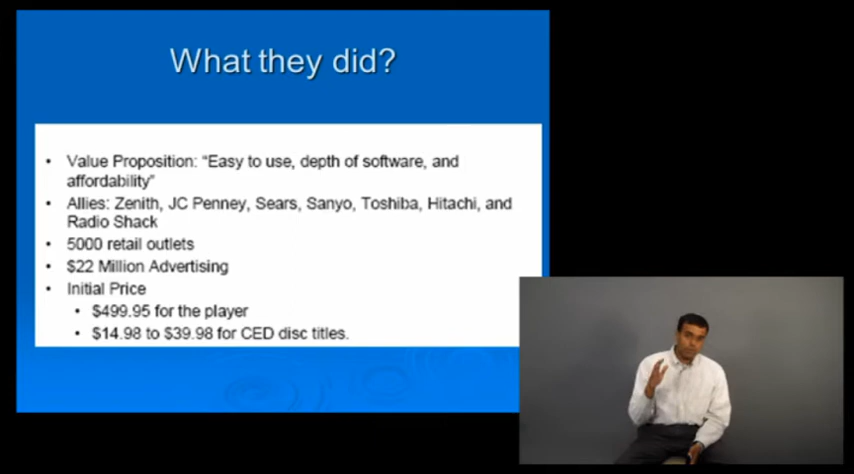 What they did?
• Value Proposition: "Easy to use, depth of software, and
affordability"
• Allies: Zenith, JC Penney, Sears, Sanyo, Toshiba, Hitachi, and
Radio Shack
• 5000 retail outlets
• $22 Million Advertising
• Initial Price
• $499.95 for the player
• $14.98 to $39.98 for CED disc titles.